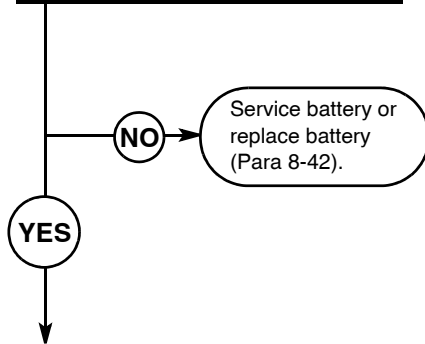 NO
Service battery or
replace battery
(Para 8-42).
YES